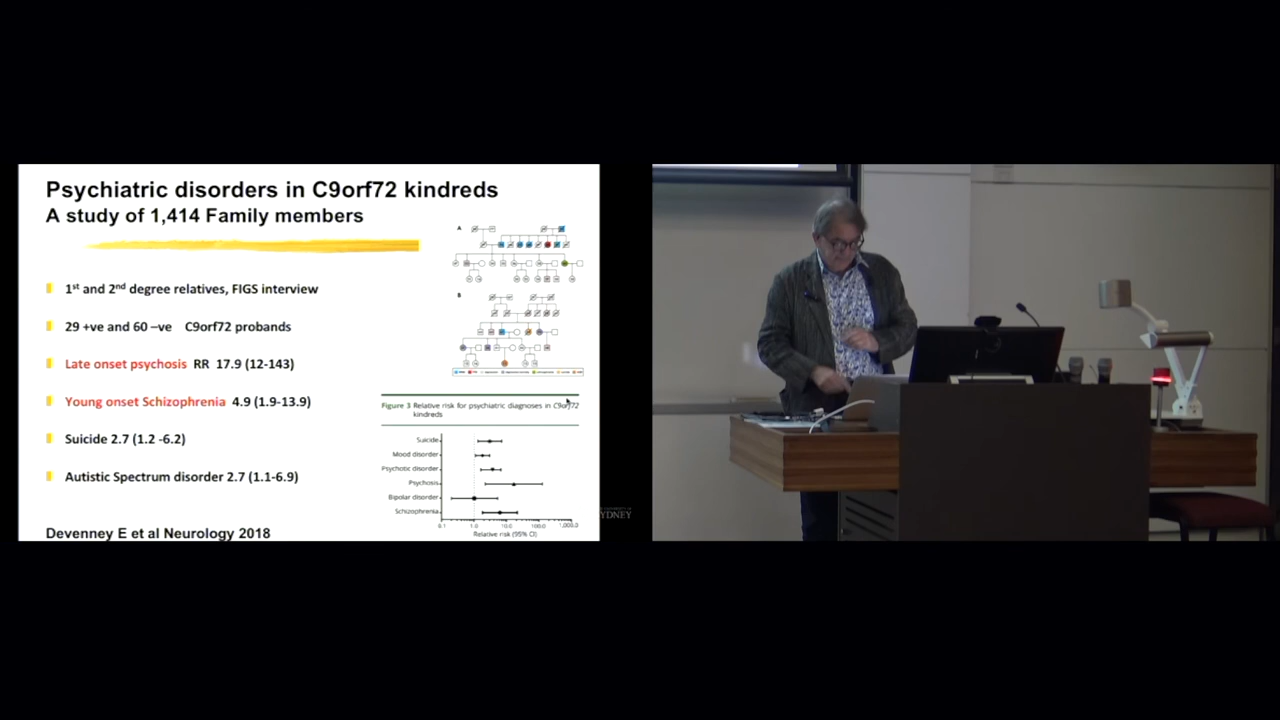 Psychiatric disorders in C9orf72 kindreds
A study of 1,414 Family members
1st and 2nd degree relatives, FIGS interview
29 +ve and 60 –ve C9orf72 probands
Late onset psychosis RR 17.9 (12-143)
Young onset Schizophrenia 4.9 (1.9-13.9)
Suicide 2.7 (1.2 -6.2)
Autistic Spectrum disorder 2.7 (1.1-6.9)
Devenney E et al Neurology 2018
A
B
Figure 3 Relative risk for psychiatric diagnoses in C9orf72
kindreds
Suicide
Mood disorder
Psychotic disorder
Psychosis
Bipolar disorder
Schizophrenia
0.1 1.0 10.0 100.0 1,000.0
Relative risk (95% CI)
YDNEY